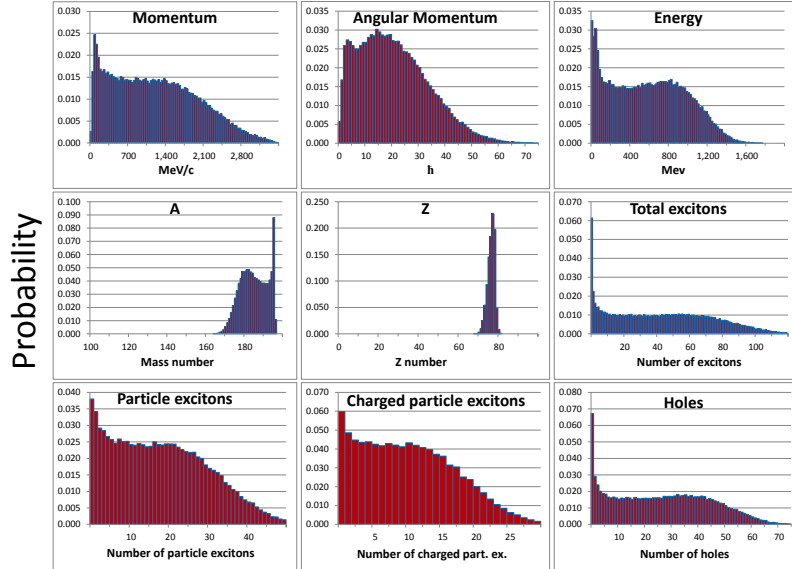 Probability
Momentum
0.030
0.025
0.020
0.015
0.010
0.005
0.000
0 700 1,400 2,100 2,800
MeV/c
Angular Momentum
0.035
0.030
0.025
0.020
0.015
0.010
0.005
0.000
0 10 20 30 40 50 60 70
ħ
Energy
0.035
0.030
0.025
0.020
0.015
0.010
0.005
0.000
0 400 800 1,200 1,600
Mev
A
0.100
0.090
0.080
0.070
0.060
0.050
0.040
0.030
0.020
0.010
0.000
100 120 140 160 180
Mass number
Z
0.250
0.200
0.150
0.100
0.050
0.000
0 20 40 60 80
Z number
Total excitons
0.070
0.060
0.050
0.040
0.030
0.020
0.010
0.000
20 40 60 80 100
Number of excitons
Particle excitons
0.040
0.035
0.030
0.025
0.020
0.015
0.010
0.005
0.000
10 20 30 40
Number of particle excitons
Charged particle excitons
0.070
0.060
0.050
0.040
0.030
0.020
0.010
0.000
5 10 15 20 25
Number of charged part. ex.
Holes
0.080
0.070
0.060
0.050
0.040
0.030
0.020
0.010
0.000
10 20 30 40 50 60 70
Number of holes